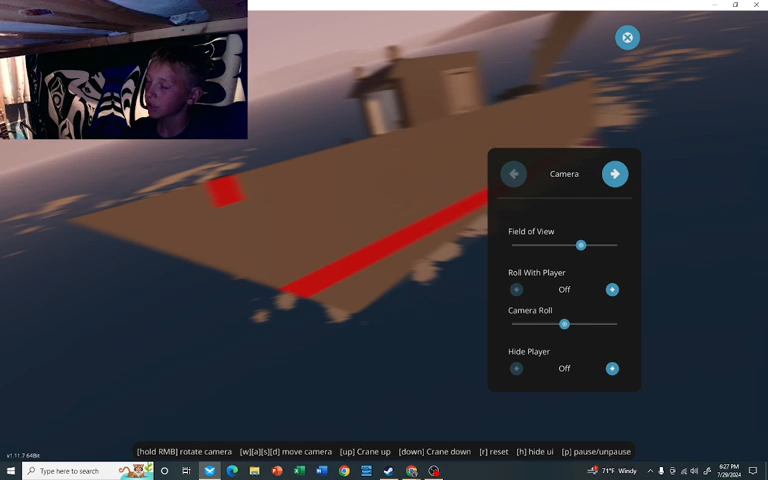 Camera
Field of View
Roll With Player
Off
Camera Roll
Hide Player
Off
v1.11.7 64Bit
[hold RMB] rotate camera [w][a][s][d] move camera [up] Crane up [down] Crane down [r] reset [h] hide ui [p] pause/unpause
Type here to search
71°F Windy
6:27 PM
7/29/2024